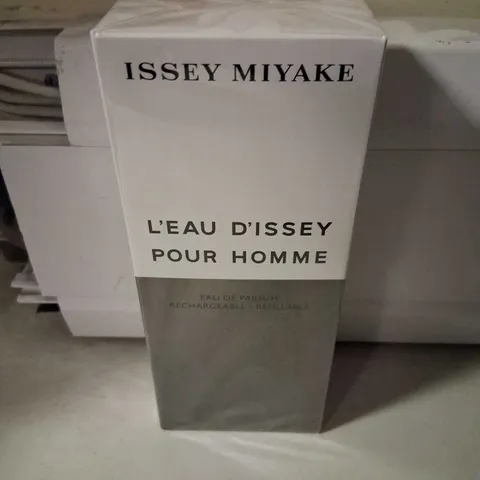 ISSEY MIYAKE
L'EAU D'ISSEY
POUR HOMME
EAU DE PARFUM
RECHARGEABLE • REFILLABLE